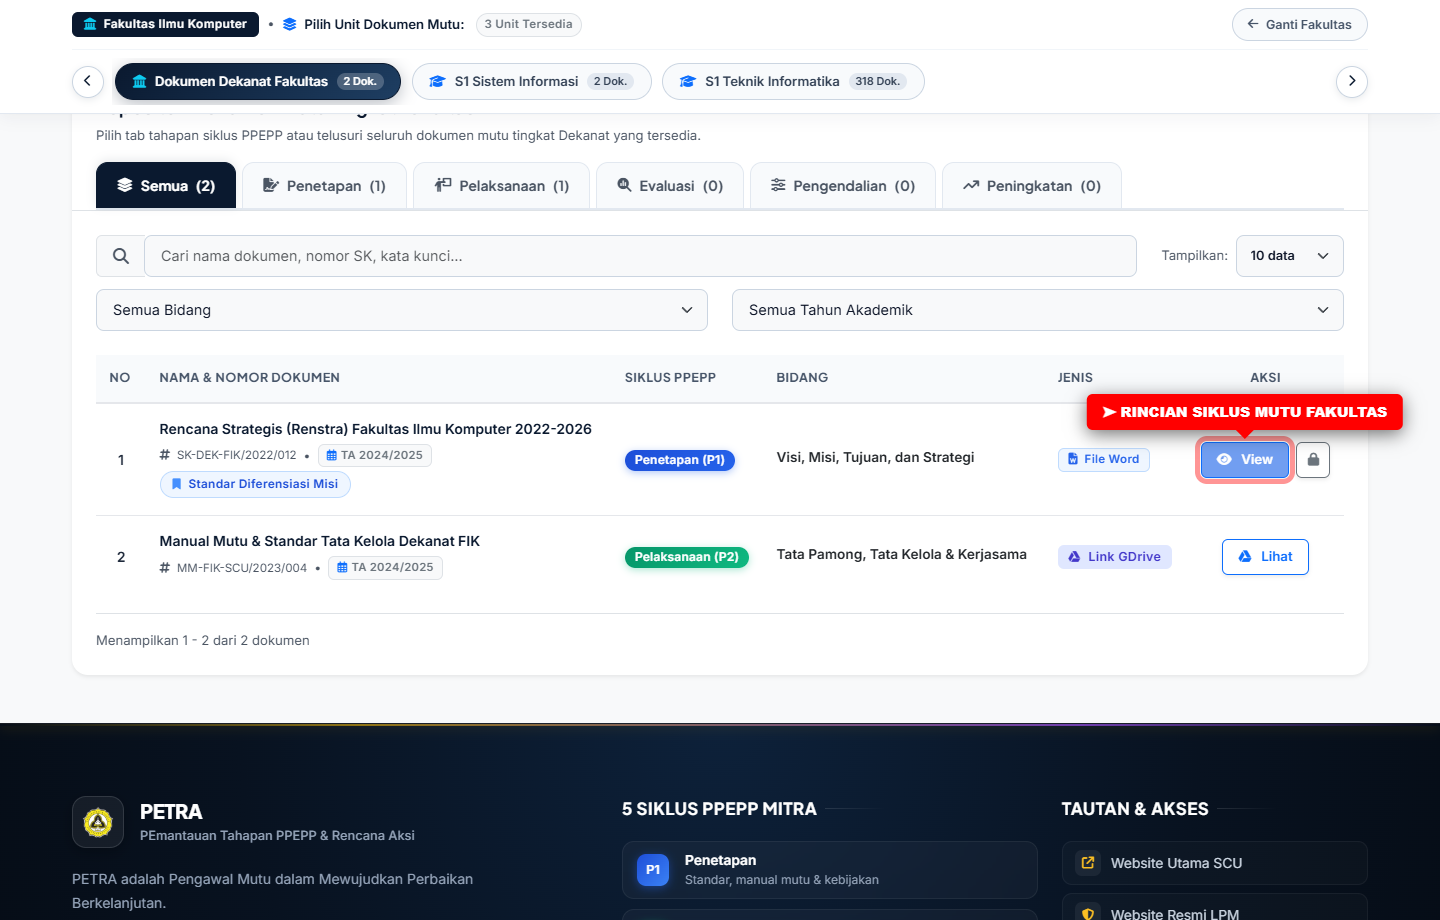 Fakultas Ilmu Komputer • Pilih Unit Dokumen Mutu: 3 Unit Tersedia
Ganti Fakultas
Dokumen Dekanat Fakultas 2 Dok.
S1 Sistem Informasi 2 Dok.
S1 Teknik Informatika 318 Dok.
Pilih tab tahapan siklus PPEPP atau telusuri seluruh dokumen mutu tingkat Dekanat yang tersedia.
Semua (2)
Penetapan (1)
Pelaksanaan (1)
Evaluasi (0)
Pengendalian (0)
Peningkatan (0)
Cari nama dokumen, nomor SK, kata kunci...
Tampilkan: 10 data
Semua Bidang
Semua Tahun Akademik
NO NAMA & NOMOR DOKUMEN SIKLUS PPEPP BIDANG JENIS AKSI
➤ RINCIAN SIKLUS MUTU FAKULTAS
1
Rencana Strategis (Renstra) Fakultas Ilmu Komputer 2022-2026
# SK-DEK-FIK/2022/012 • TA 2024/2025
Standar Diferensiasi Misi
Penetapan (P1)
Visi, Misi, Tujuan, dan Strategi
File Word
View
2
Manual Mutu & Standar Tata Kelola Dekanat FIK
# MM-FIK-SCU/2023/004 • TA 2024/2025
Pelaksanaan (P2)
Tata Pamong, Tata Kelola & Kerjasama
Link GDrive
Lihat
Menampilkan 1 - 2 dari 2 dokumen
PETRA
PEmantauan Tahapan PPEPP & Rencana Aksi
PETRA adalah Pengawal Mutu dalam Mewujudkan Perbaikan
Berkelanjutan.
5 SIKLUS PPEPP MITRA
P1
Penetapan
Standar, manual mutu & kebijakan
TAUTAN & AKSES
Website Utama SCU
Website Resmi LPM